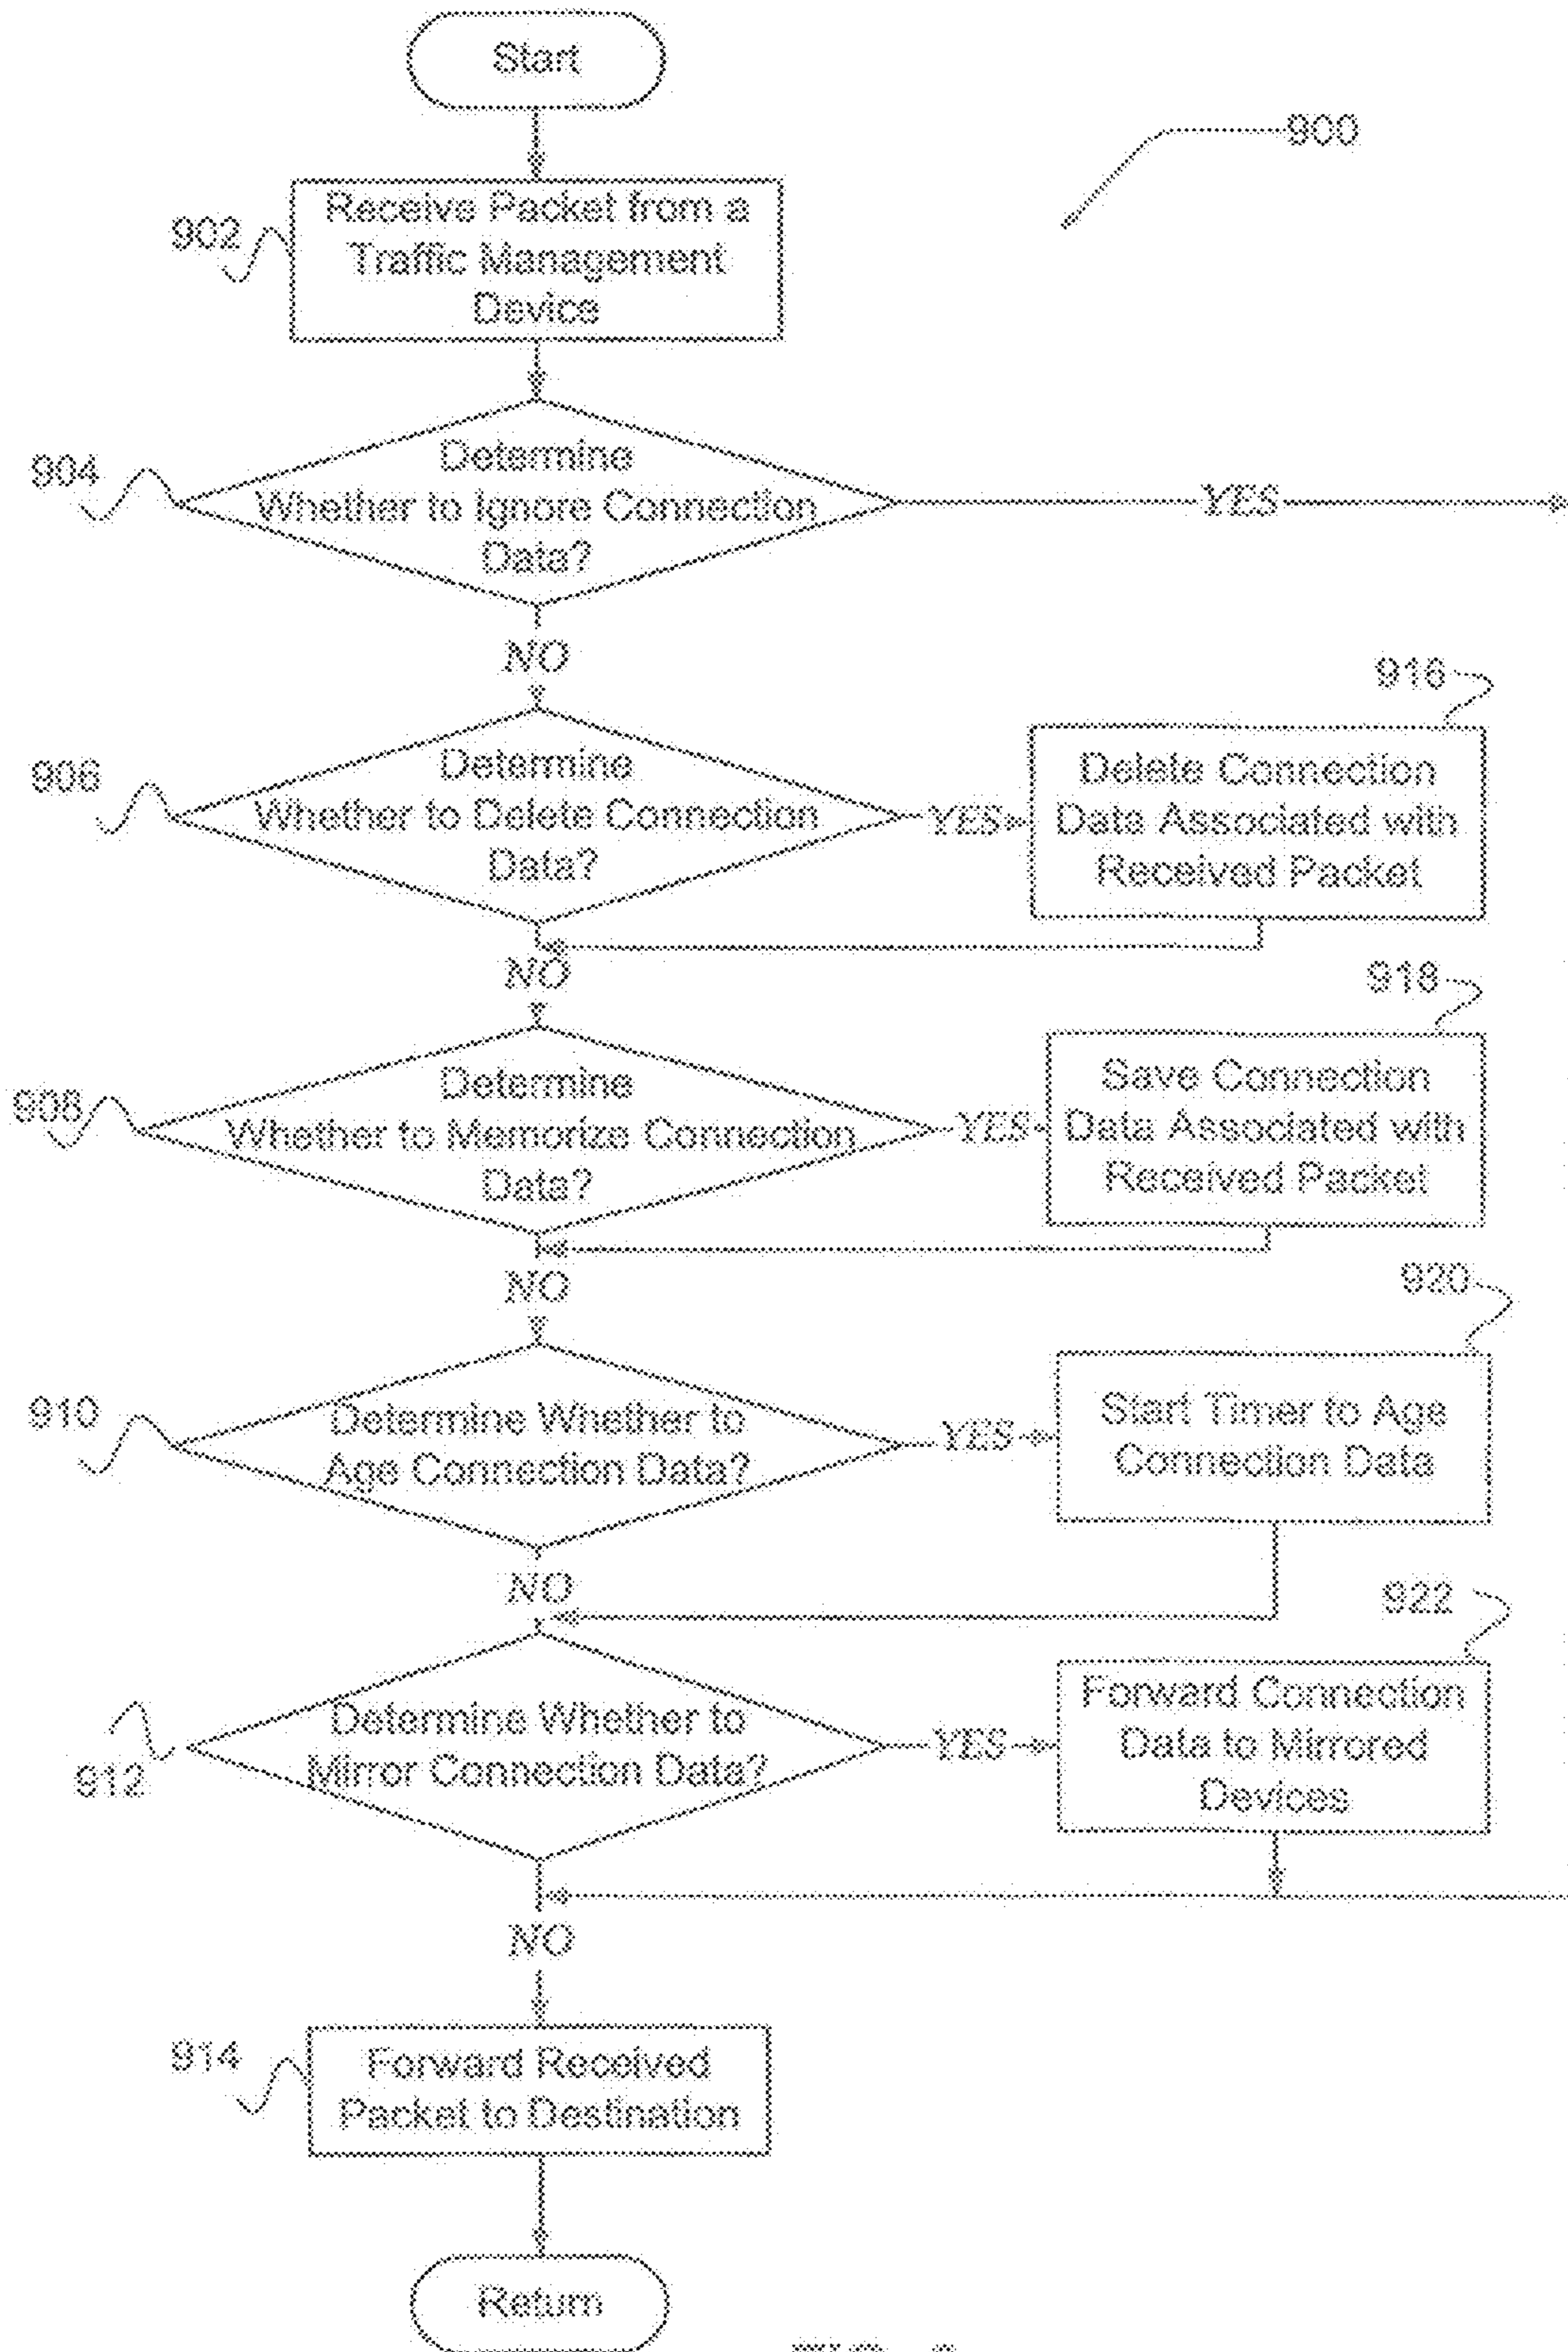 Start
900
902
Receive Packet from a
Traffic Management
Device
904
Determine
Whether to Ignore Connection
Data?
YES
NO
916
906
Determine
Whether to Delete Connection
Data?
YES
Delete Connection
Data Associated with
Received Packet
NO
918
908
Determine
Whether to Memorize Connection
Data?
YES
Save Connection
Data Associated with
Received Packet
NO
920
910
Determine Whether to
Age Connection Data?
YES
Start Timer to Age
Connection Data
NO
922
912
Determine Whether to
Mirror Connection Data?
YES
Forward Connection
Data to Mirrored
Devices
NO
914
Forward Received
Packet to Destination
Return